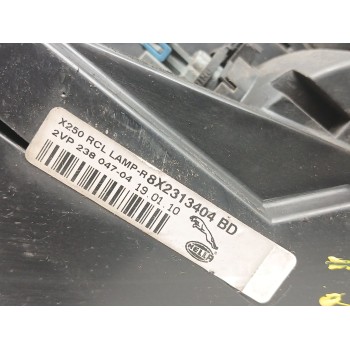 X250 RCL LAMP-R 8X2313404 BD
2VP 238 047-04 19.01.10
HELLA